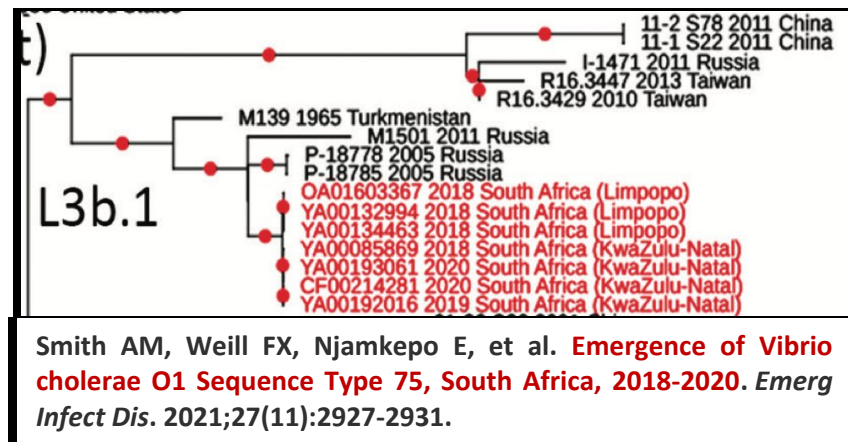 t)
11-2 S78 2011 China
11-1 S22 2011 China
I-1471 2011 Russia
R16.3447 2013 Taiwan
R16.3429 2010 Taiwan
M139 1965 Turkmenistan
M1501 2011 Russia
P-18778 2005 Russia
P-18785 2005 Russia
L3b.1
OA01603367 2018 South Africa (Limpopo)
YA00132994 2018 South Africa (Limpopo)
YA00134463 2018 South Africa (Limpopo)
YA00085869 2018 South Africa (KwaZulu-Natal)
YA00193061 2020 South Africa (KwaZulu-Natal)
CF00214281 2020 South Africa (KwaZulu-Natal)
YA00192016 2019 South Africa (KwaZulu-Natal)
Smith AM, Weill FX, Njamkepo E, et al. Emergence of Vibrio
cholerae O1 Sequence Type 75, South Africa, 2018-2020. Emerg
Infect Dis. 2021;27(11):2927-2931.